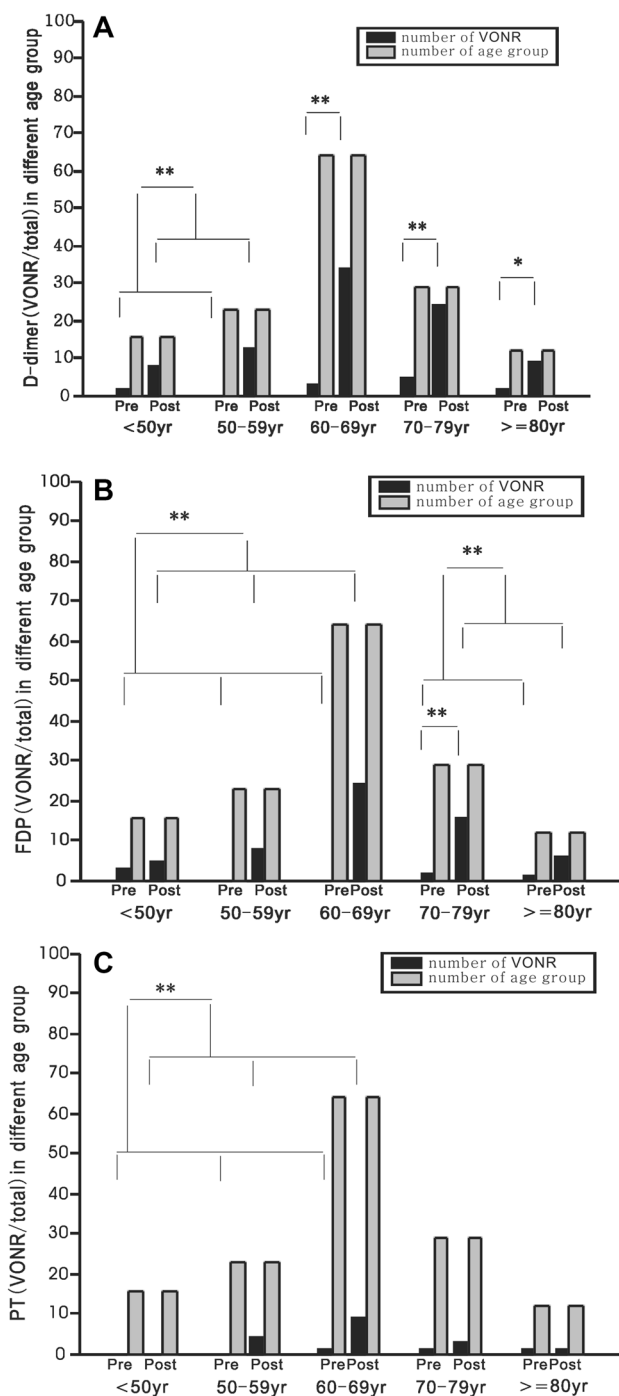 A
number of VONR
number of age group
D-dimer(VONR/total) in different age group
100
90
80
70
60
50
40
30
20
10
0
**
**
**
*
Pre Post Pre Post Pre Post Pre Post Pre Post
<50yr 50-59yr 60-69yr 70-79yr >=80yr
B
number of VONR
number of age group
FDP(VONR/total) in different age group
100
90
80
70
60
50
40
30
20
10
0
**
**
**
Pre Post Pre Post PrePost Pre Post PrePost
<50yr 50-59yr 60-69yr 70-79yr >=80yr
C
number of VONR
number of age group
PT(VONR/total) in different age group
100
90
80
70
60
50
40
30
20
10
0
**
Pre Post Pre Post PrePost Pre Post PrePost
<50yr 50-59yr 60-69yr 70-79yr >=80yr